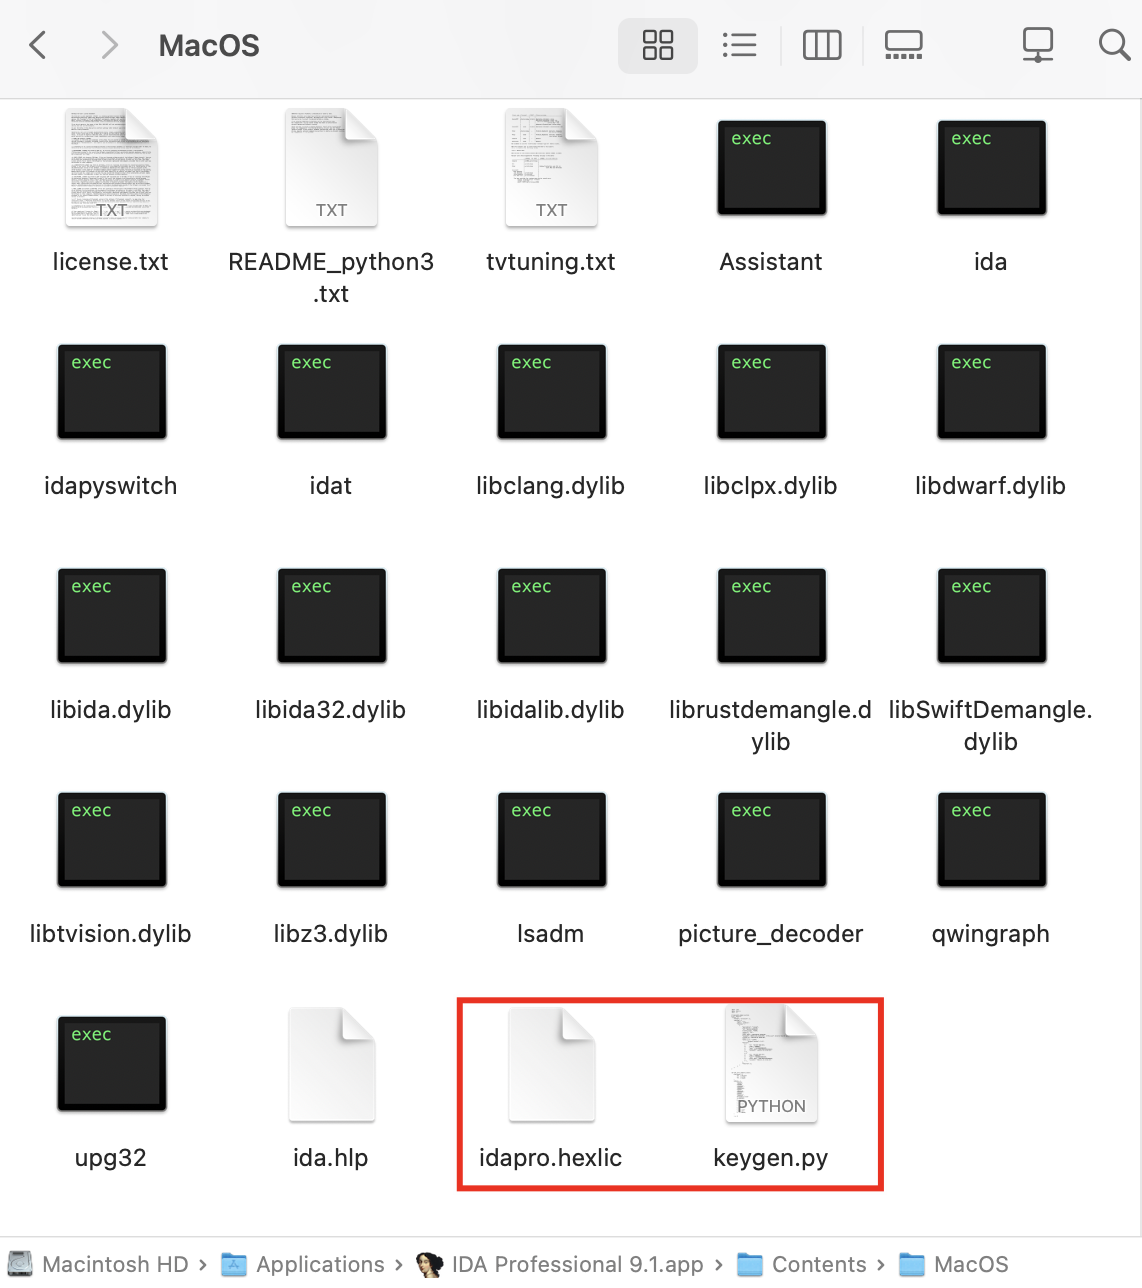 MacOS
TXT
TXT
TXT
exec
exec
license.txt
README_python3
.txt
tvtuning.txt
Assistant
ida
exec
exec
exec
exec
exec
idapyswitch
idat
libclang.dylib
libclpx.dylib
libdwarf.dylib
exec
exec
exec
exec
exec
libida.dylib
libida32.dylib
libidalib.dylib
librustdemangle.d
ylib
libSwiftDemangle.
dylib
exec
exec
exec
exec
exec
libtvision.dylib
libz3.dylib
lsadm
picture_decoder
qwingraph
exec
PYTHON
upg32
ida.hlp
idapro.hexlic
keygen.py
Macintosh HD › Applications › IDA Professional 9.1.app › Contents › MacOS